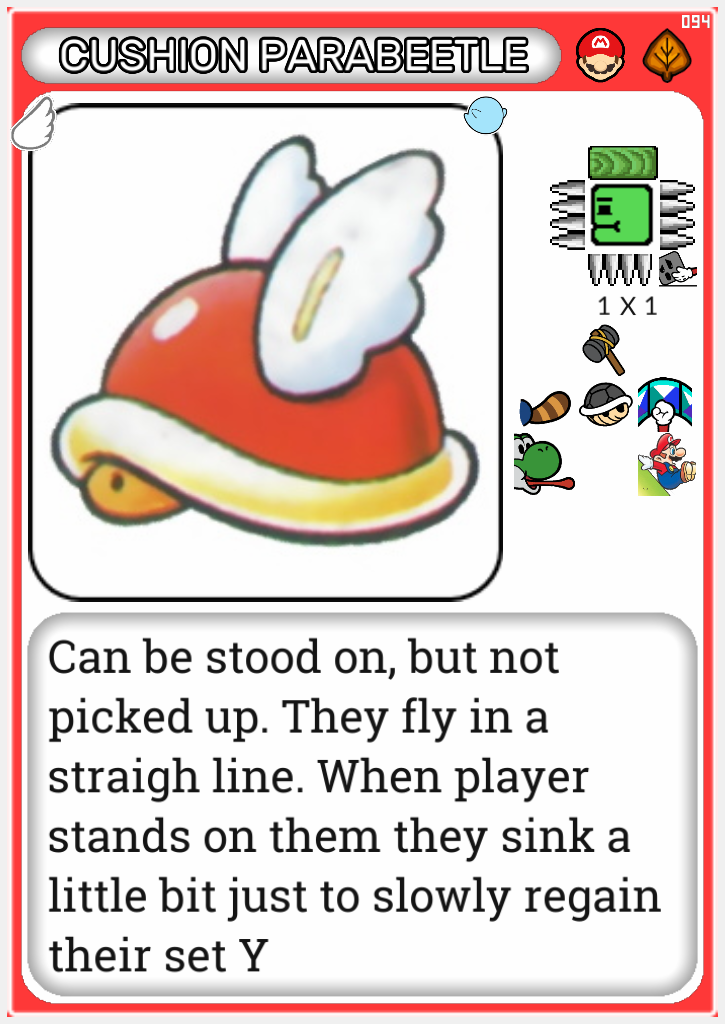 094
CUSHION PARABEETLE
1 X 1
Can be stood on, but not
picked up. They fly in a
straigh line. When player
stands on them they sink a
little bit just to slowly regain
their set Y